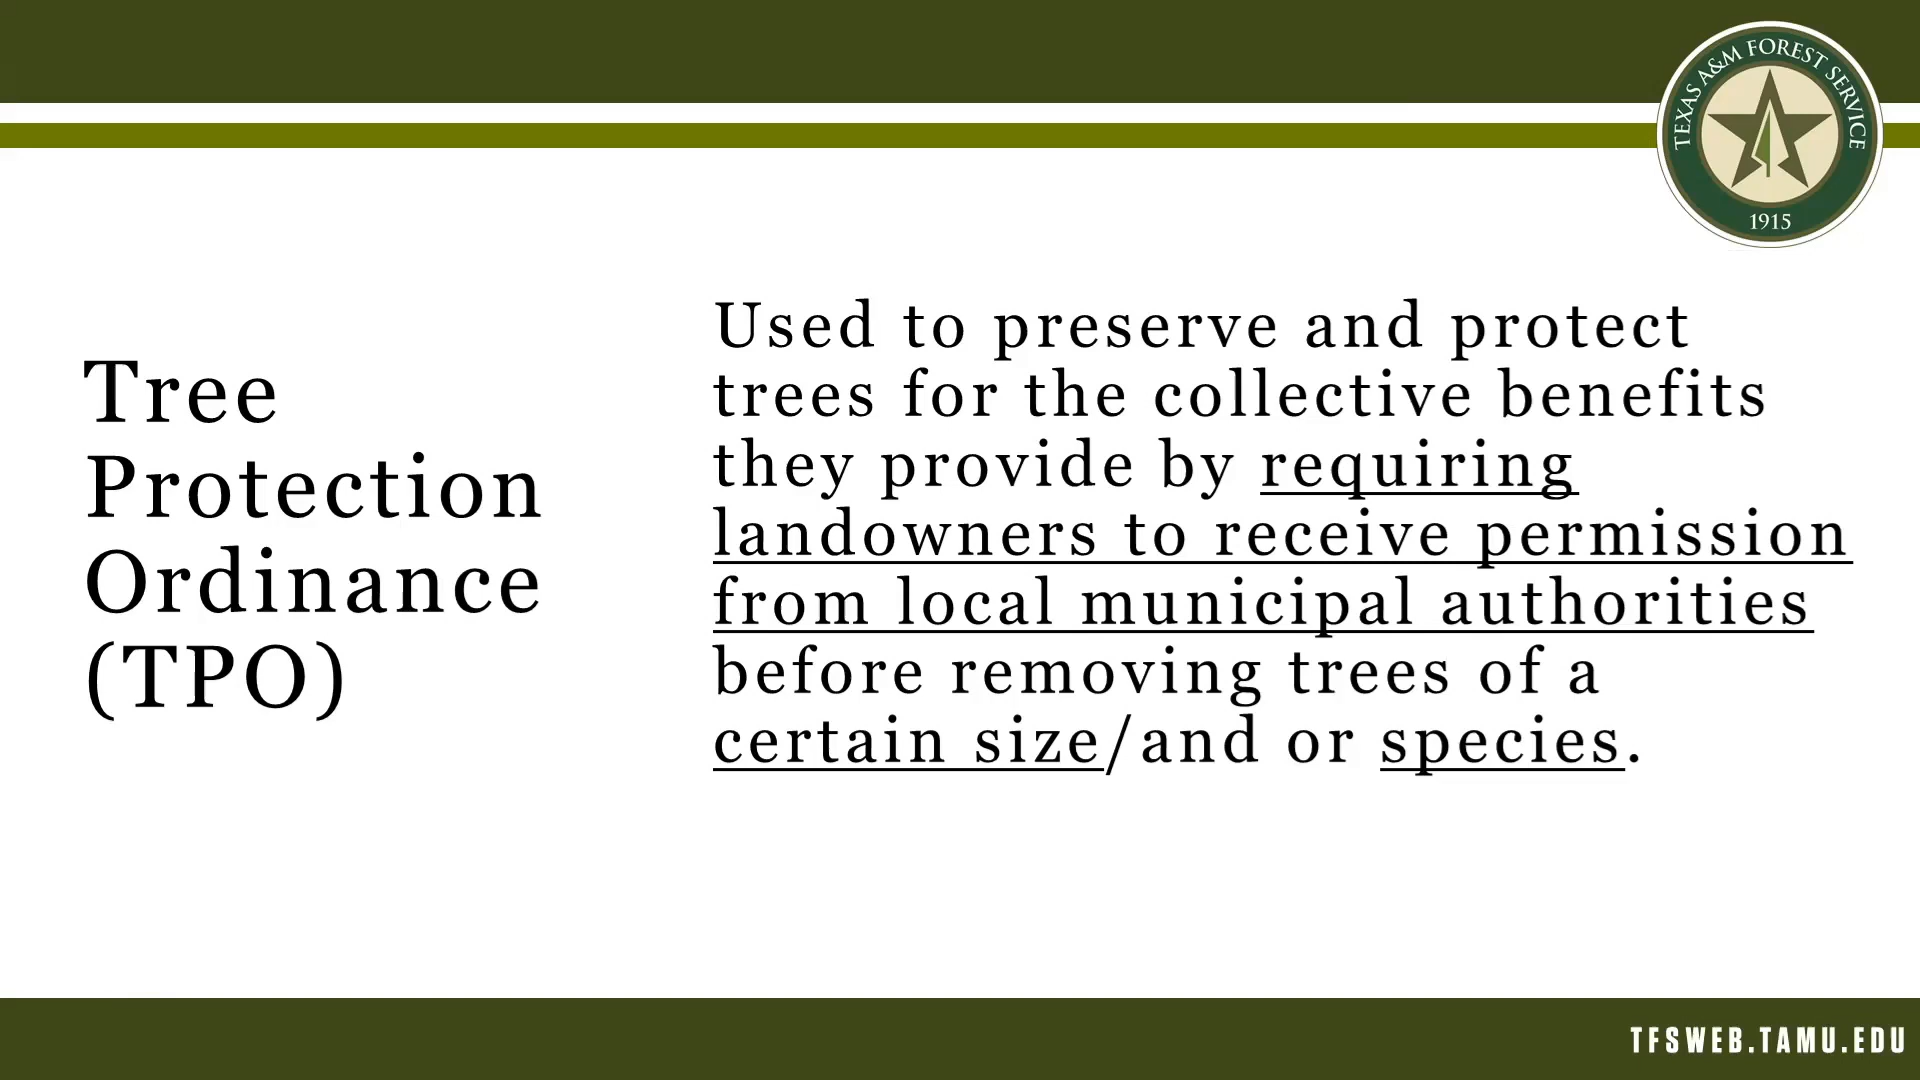 TEXAS A&M FOREST SERVICE
1915
Tree
Protection
Ordinance
(TPO)
Used to preserve and protect
trees for the collective benefits
they provide by requiring
landowners to receive permission
from local municipal authorities
before removing trees of a
certain size/and or species.
TFSWEB.TAMU.EDU